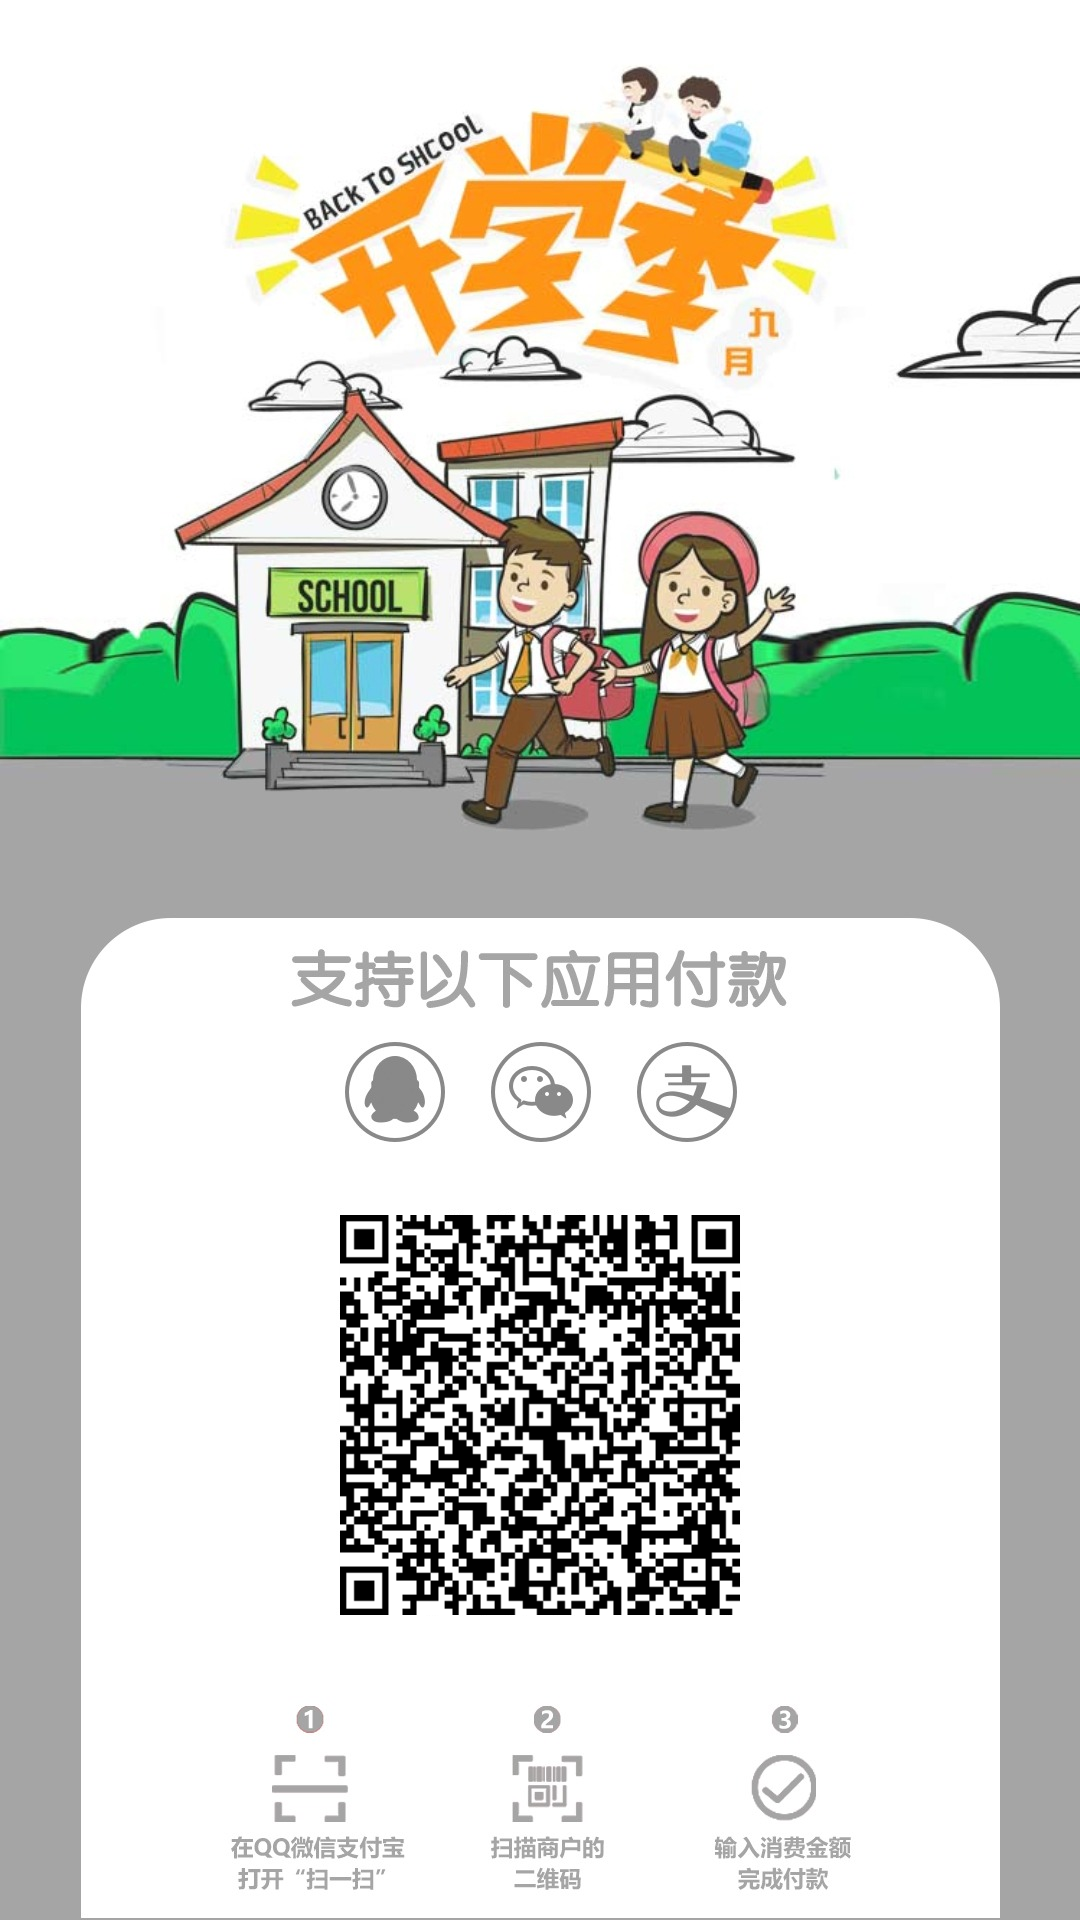 BACK TO SHCOOL
开学季
九
月
SCHOOL
支持以下应用付款
支
1 2 3
在QQ微信支付宝 扫描商户的 输入消费金额
打开“扫一扫” 二维码 完成付款